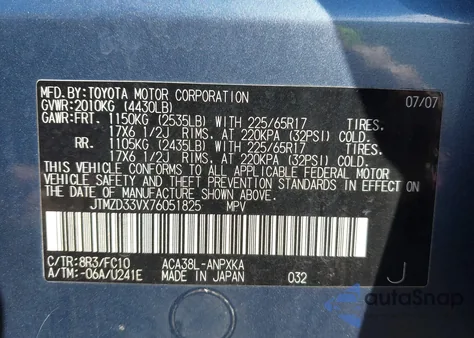 MFD. BY: TOYOTA MOTOR CORPORATION 07/07
GVWR: 2010KG (4430LB)
GAWR: FRT. 1150KG (2535LB) WITH 225/65R17 TIRES,
17X6 1/2J RIMS, AT 220KPA (32PSI) COLD.
RR. 1105KG (2435LB) WITH 225/65R17 TIRES,
17X6 1/2J RIMS, AT 220KPA (32PSI) COLD.
THIS VEHICLE CONFORMS TO ALL APPLICABLE FEDERAL MOTOR
VEHICLE SAFETY AND THEFT PREVENTION STANDARDS IN EFFECT
ON THE DATE OF MANUFACTURE SHOWN ABOVE.
JTMZD33VX76051825 MPV
C/TR: 8R3/FC10 ACA38L-ANPXKA J
A/TM: -06A/U241E MADE IN JAPAN 032
autoSnap